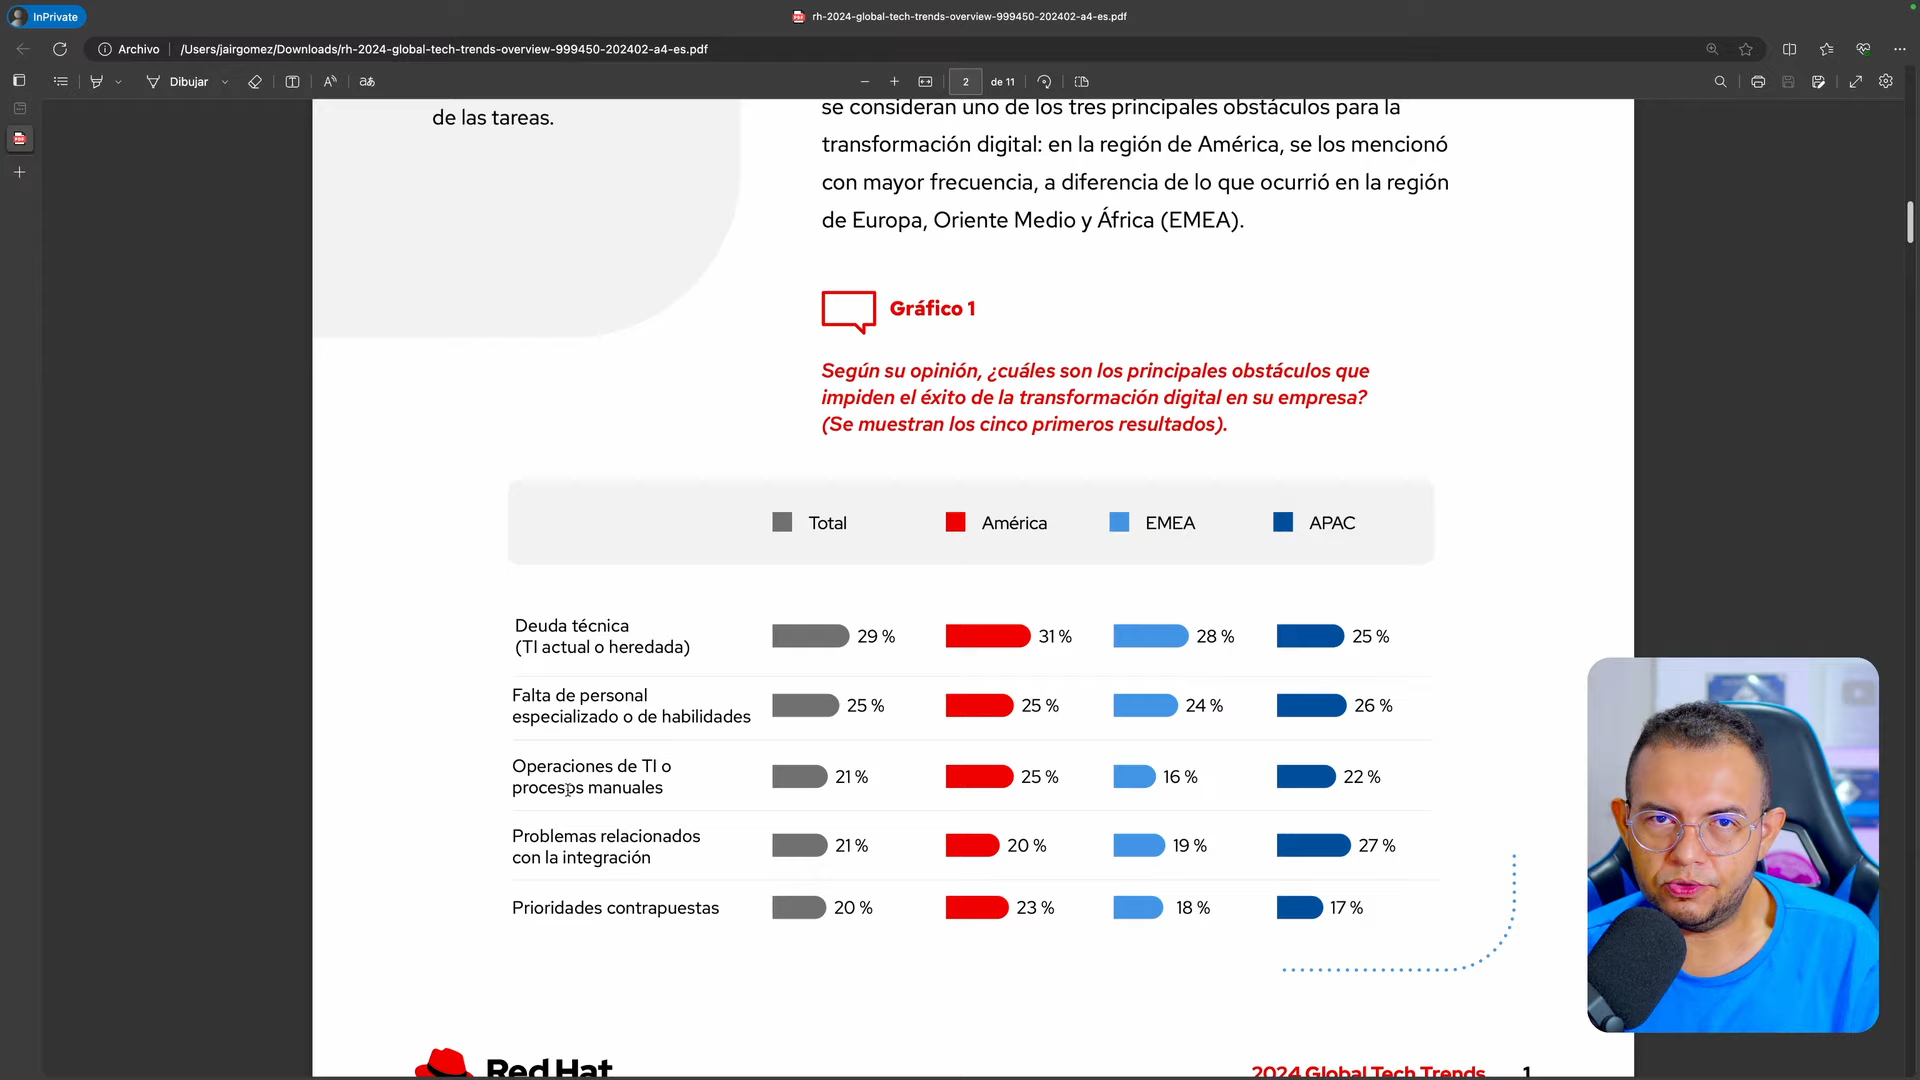 InPrivate
rh-2024-global-tech-trends-overview-999450-202402-a4-es.pdf
Archivo
/Users/jairgomez/Downloads/rh-2024-global-tech-trends-overview-999450-202402-a4-es.pdf
Dibujar
2 de 11
de las tareas.
se consideran uno de los tres principales obstáculos para la
transformación digital: en la región de América, se los mencionó
con mayor frecuencia, a diferencia de lo que ocurrió en la región
de Europa, Oriente Medio y África (EMEA).
Gráfico 1
Según su opinión, ¿cuáles son los principales obstáculos que
impiden el éxito de la transformación digital en su empresa?
(Se muestran los cinco primeros resultados).
Total América EMEA APAC
Deuda técnica
(TI actual o heredada)
29 % 31 % 28 % 25 %
Falta de personal
especializado o de habilidades
25 % 25 % 24 % 26 %
Operaciones de TI o
procesos manuales
21 % 25 % 16 % 22 %
Problemas relacionados
con la integración
21 % 20 % 19 % 27 %
Prioridades contrapuestas 20 % 23 % 18 % 17 %
Red Hat
2024 Global Tech Trends 1